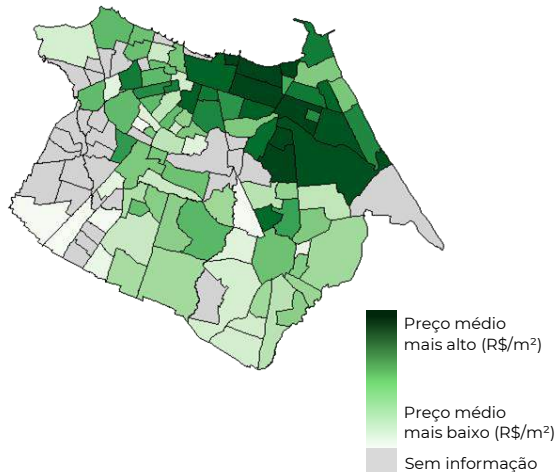 Preço médio
mais alto (R$/m²)
Preço médio
mais baixo (R$/m²)
Sem informação